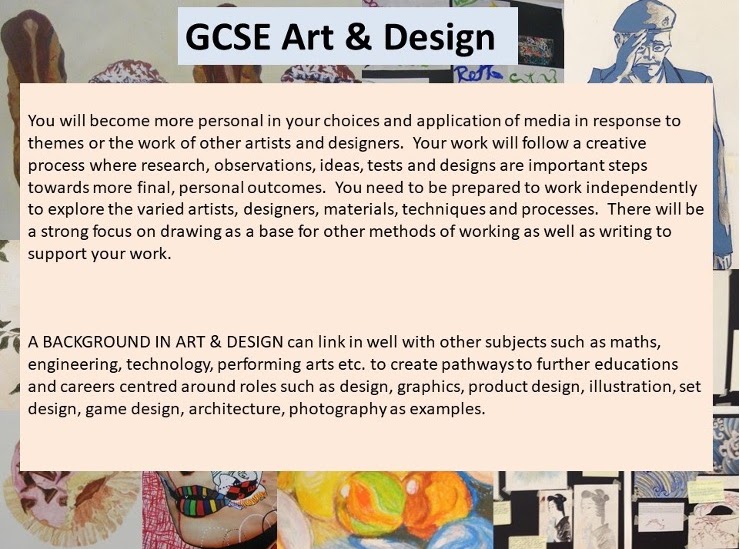 GCSE Art & Design
You will become more personal in your choices and application of media in response to
themes or the work of other artists and designers.  Your work will follow a creative
process where research, observations, ideas, tests and designs are important steps
towards more final, personal outcomes.  You need to be prepared to work independently
to explore the varied artists, designers, materials, techniques and processes.  There will be
a strong focus on drawing as a base for other methods of working as well as writing to
support your work.
A BACKGROUND IN ART & DESIGN can link in well with other subjects such as maths,
engineering, technology, performing arts etc. to create pathways to further educations
and careers centred around roles such as design, graphics, product design, illustration, set
design, game design, architecture, photography as examples.